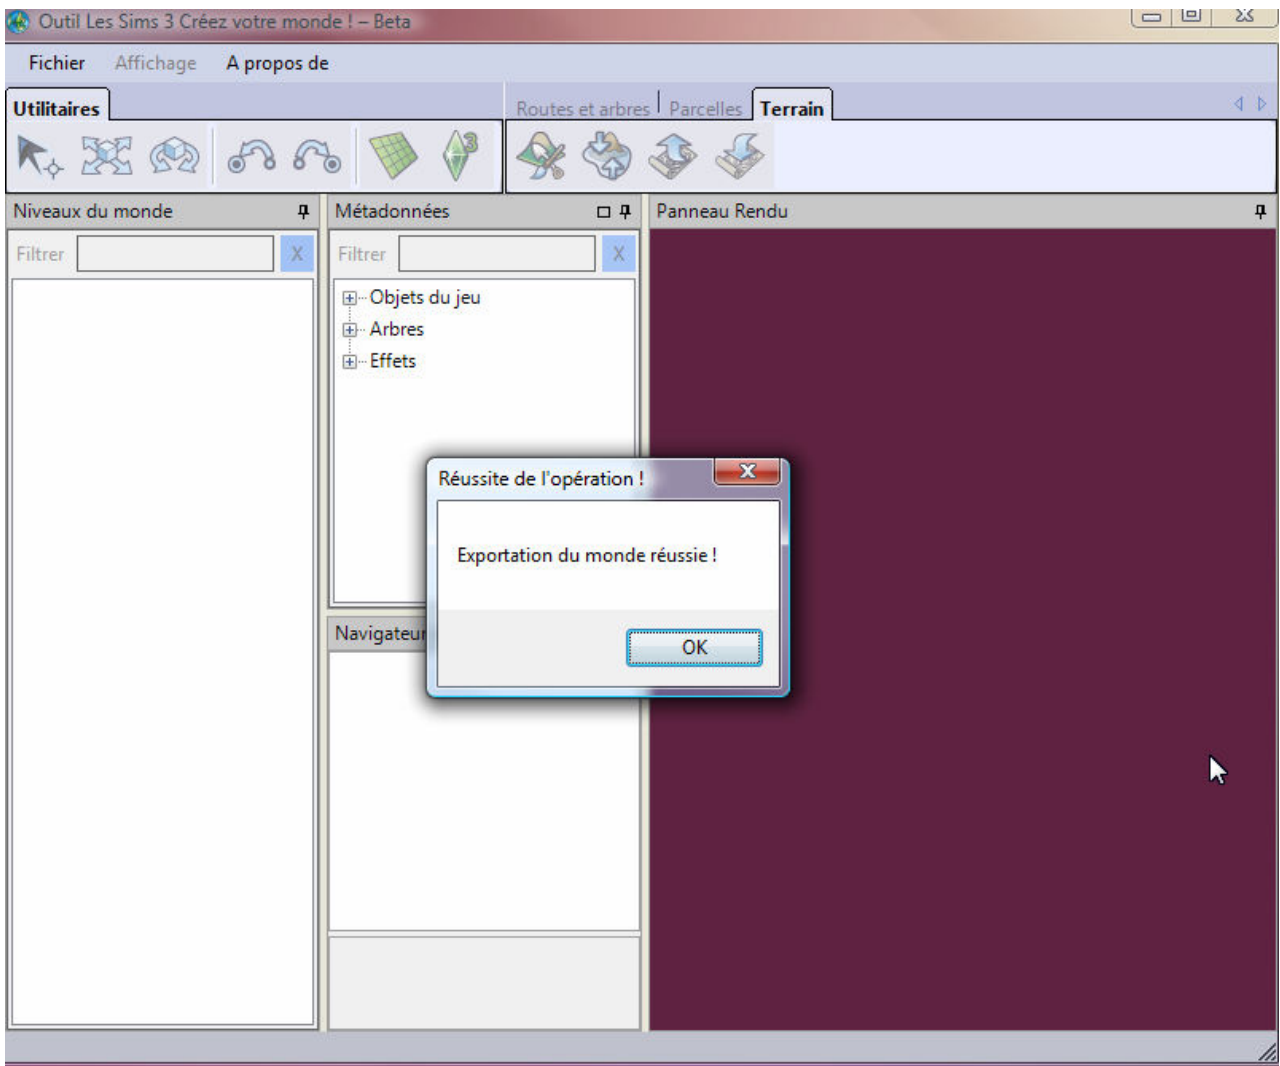 Outil Les Sims 3 Créez votre monde ! – Beta
Fichier Affichage A propos de
Utilitaires Routes et arbres Parcelles Terrain
3
Niveaux du monde Métadonnées Panneau Rendu
Filtrer X Filtrer X
Objets du jeu
Arbres
Effets
Réussite de l'opération !
Exportation du monde réussie !
Navigateur
OK